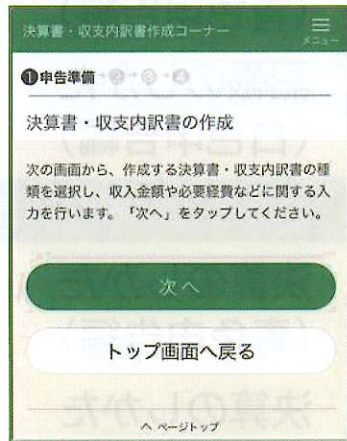 決算書・収支内訳書作成コーナー
メニュー
❶申告準備→❷→❸→❹
決算書・収支内訳書の作成
次の画面から、作成する決算書・収支内訳書の種
類を選択し、収入金額や必要経費などに関する入
力を行います。「次へ」をタップしてください。
次へ
トップ画面へ戻る
へ ページトップ